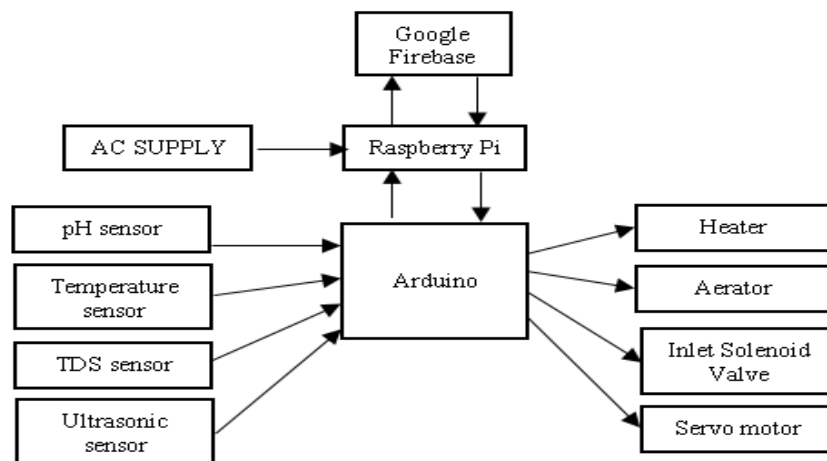 Google
Firebase
AC SUPPLY
Raspberry Pi
pH sensor
Temperature
sensor
TDS sensor
Ultrasonic
sensor
Arduino
Heater
Aerator
Inlet Solenoid
Valve
Servo motor